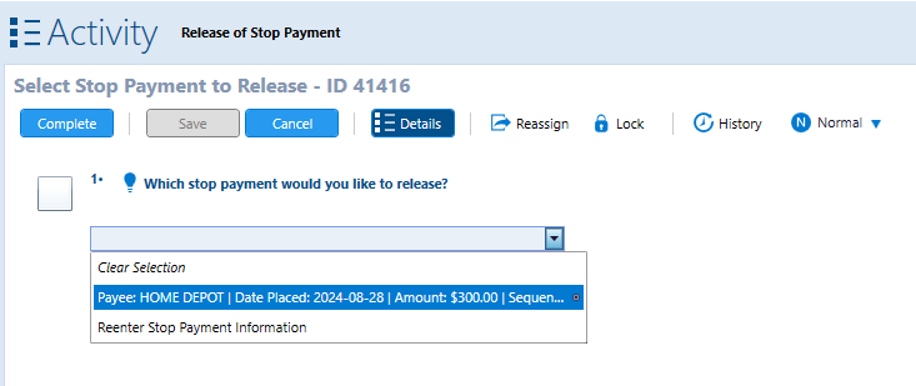 Activity Release of Stop Payment
Select Stop Payment to Release - ID 41416
Complete Save Cancel Details Reassign Lock History N Normal
1• Which stop payment would you like to release?
Clear Selection
Payee: HOME DEPOT | Date Placed: 2024-08-28 | Amount: $300.00 | Sequen...
Reenter Stop Payment Information